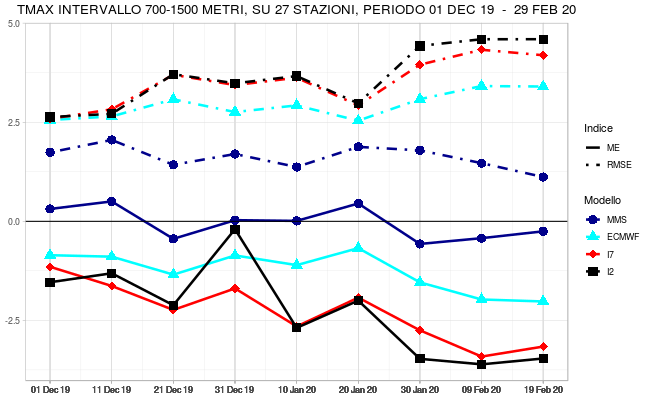 TMAX INTERVALLO 700-1500 METRI, SU 27 STAZIONI, PERIODO 01 DEC 19 - 29 FEB 20
5.0
2.5
0.0
-2.5
01 Dec 19 11 Dec 19 21 Dec 19 31 Dec 19 10 Jan 20 20 Jan 20 30 Jan 20 09 Feb 20 19 Feb 20
Indice
ME
RMSE
Modello
MMS
ECMWF
I7
I2